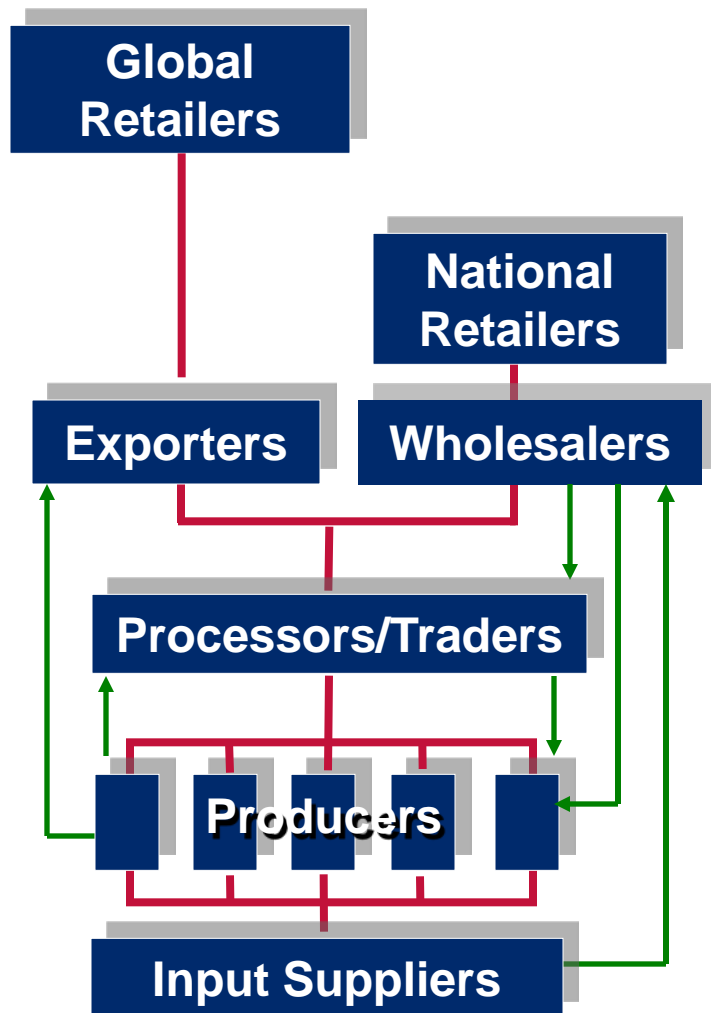 Global
Retailers
National
Retailers
Exporters
Wholesalers
Processors/Traders
Producers
Input Suppliers